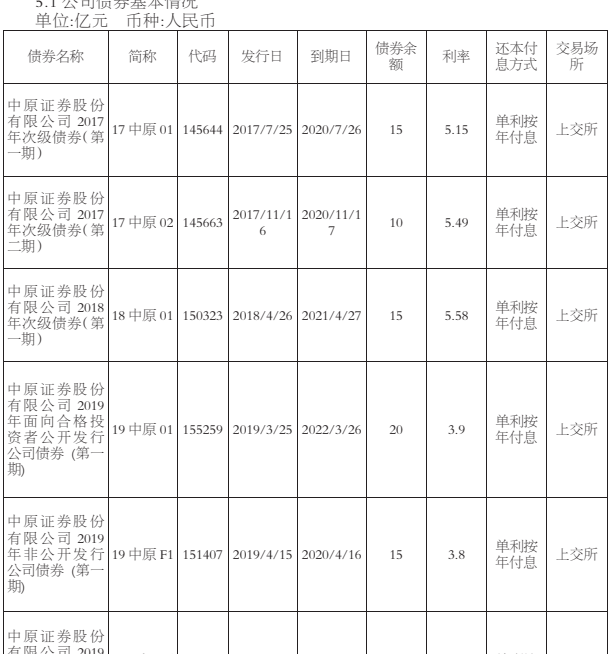 5.1 公司债券基本情况
单位:亿元 币种:人民币
债券名称 简称 代码 发行日 到期日 债券余额 利率 还本付息方式 交易场所
中原证券股份有限公司 2017 年次级债券(第一期) 17 中原 01 145644 2017/7/25 2020/7/26 15 5.15 单利按年付息 上交所
中原证券股份有限公司 2017 年次级债券(第二期) 17 中原 02 145663 2017/11/16 2020/11/17 10 5.49 单利按年付息 上交所
中原证券股份有限公司 2018 年次级债券(第一期) 18 中原 01 150323 2018/4/26 2021/4/27 15 5.58 单利按年付息 上交所
中原证券股份有限公司 2019 年面向合格投资者公开发行公司债券 (第一期) 19 中原 01 155259 2019/3/25 2022/3/26 20 3.9 单利按年付息 上交所
中原证券股份有限公司 2019 年非公开发行公司债券 (第一期) 19 中原 F1 151407 2019/4/15 2020/4/16 15 3.8 单利按年付息 上交所
中原证券股份
有限公司 2019